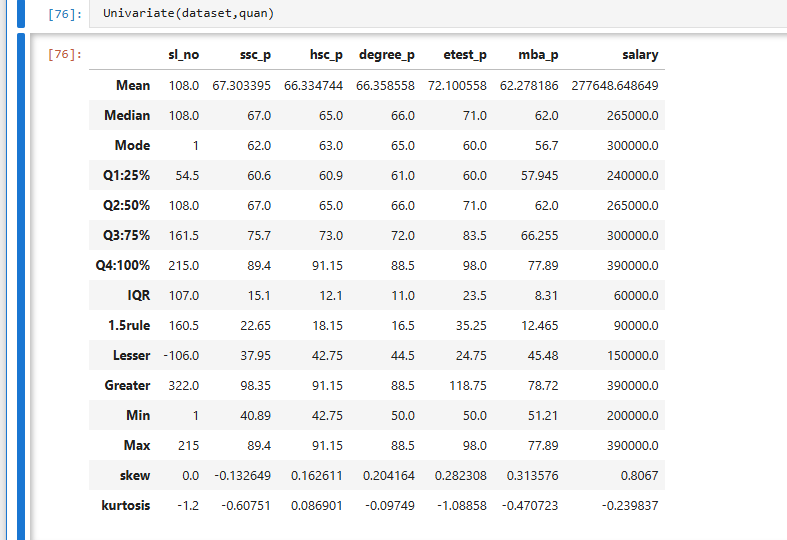 [76]: Univariate(dataset,quan)
[76]:
sl_no ssc_p hsc_p degree_p etest_p mba_p salary
Mean 108.0 67.303395 66.334744 66.358558 72.100558 62.278186 277648.648649
Median 108.0 67.0 65.0 66.0 71.0 62.0 265000.0
Mode 1 62.0 63.0 65.0 60.0 56.7 300000.0
Q1:25% 54.5 60.6 60.9 61.0 60.0 57.945 240000.0
Q2:50% 108.0 67.0 65.0 66.0 71.0 62.0 265000.0
Q3:75% 161.5 75.7 73.0 72.0 83.5 66.255 300000.0
Q4:100% 215.0 89.4 91.15 88.5 98.0 77.89 390000.0
IQR 107.0 15.1 12.1 11.0 23.5 8.31 60000.0
1.5rule 160.5 22.65 18.15 16.5 35.25 12.465 90000.0
Lesser -106.0 37.95 42.75 44.5 24.75 45.48 150000.0
Greater 322.0 98.35 91.15 88.5 118.75 78.72 390000.0
Min 1 40.89 42.75 50.0 50.0 51.21 200000.0
Max 215 89.4 91.15 88.5 98.0 77.89 390000.0
skew 0.0 -0.132649 0.162611 0.204164 0.282308 0.313576 0.8067
kurtosis -1.2 -0.60751 0.086901 -0.09749 -1.08858 -0.470723 -0.239837